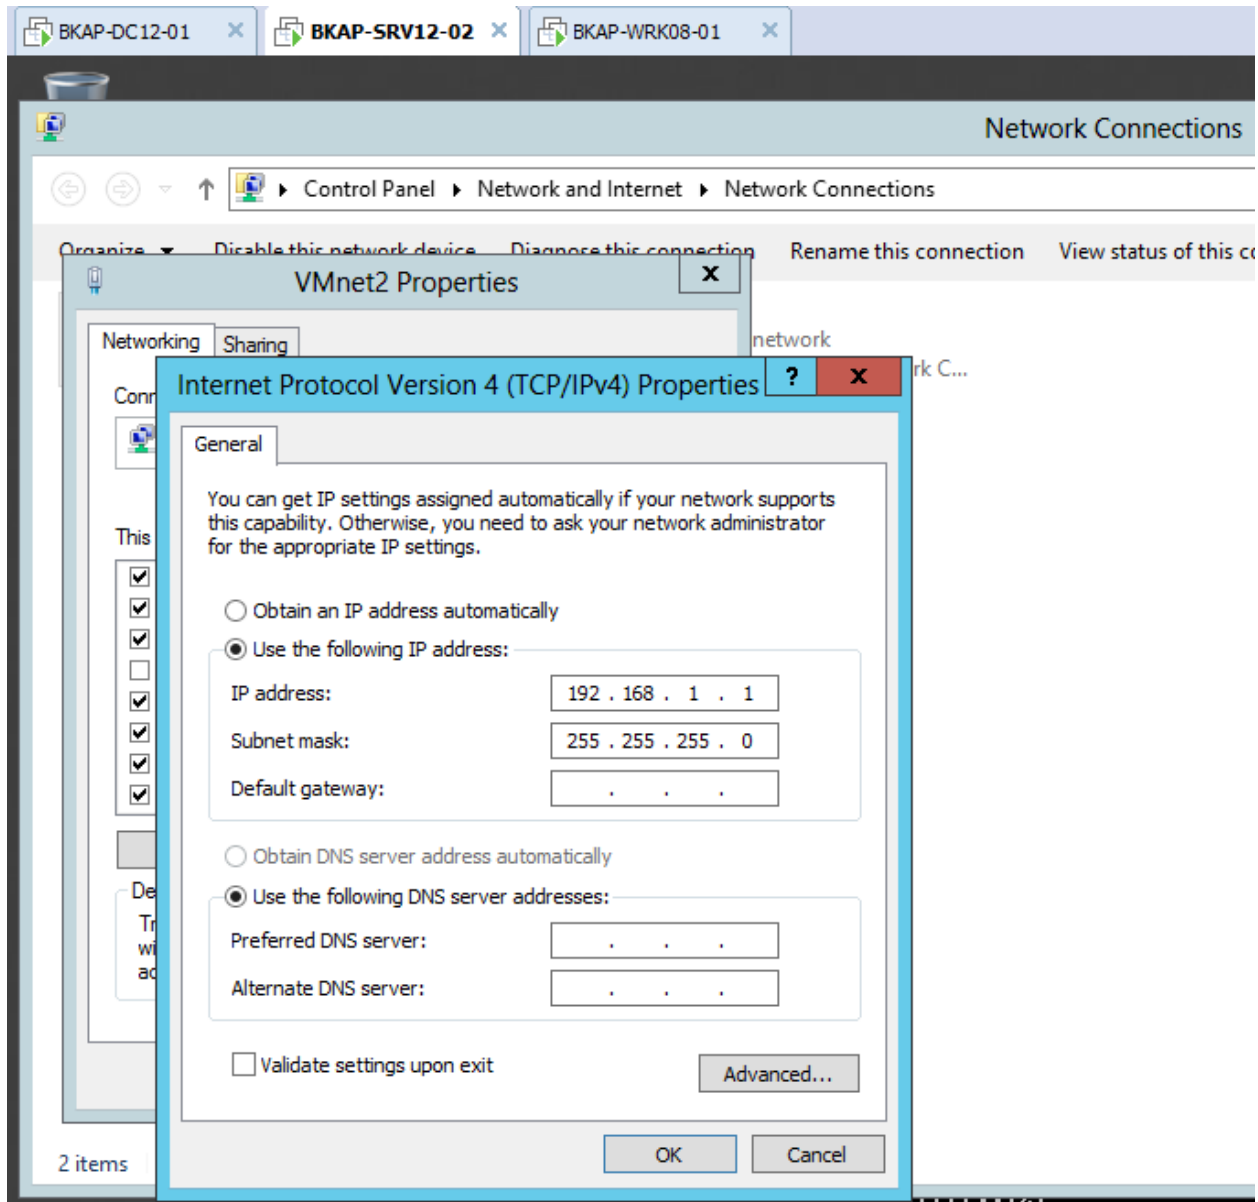 BKAP-DC12-01
BKAP-SRV12-02
BKAP-WRK08-01
Network Connections
Control Panel Network and Internet Network Connections
Organize Disable this network device Diagnose this connection Rename this connection View status of this
VMnet2 Properties
x
network
Networking Sharing
Internet Protocol Version 4 (TCP/IPv4) Properties ? x
General
You can get IP settings assigned automatically if your network supports
this capability. Otherwise, you need to ask your network administrator
for the appropriate IP settings.
This
Obtain an IP address automatically
Use the following IP address:
IP address: 192 . 168 . 1 . 1
Subnet mask: 255 . 255 . 255 . 0
Default gateway: . . .
Obtain DNS server address automatically
Use the following DNS server addresses:
Preferred DNS server: . . .
Alternate DNS server: . . .
Validate settings upon exit
Advanced...
OK Cancel
2 items